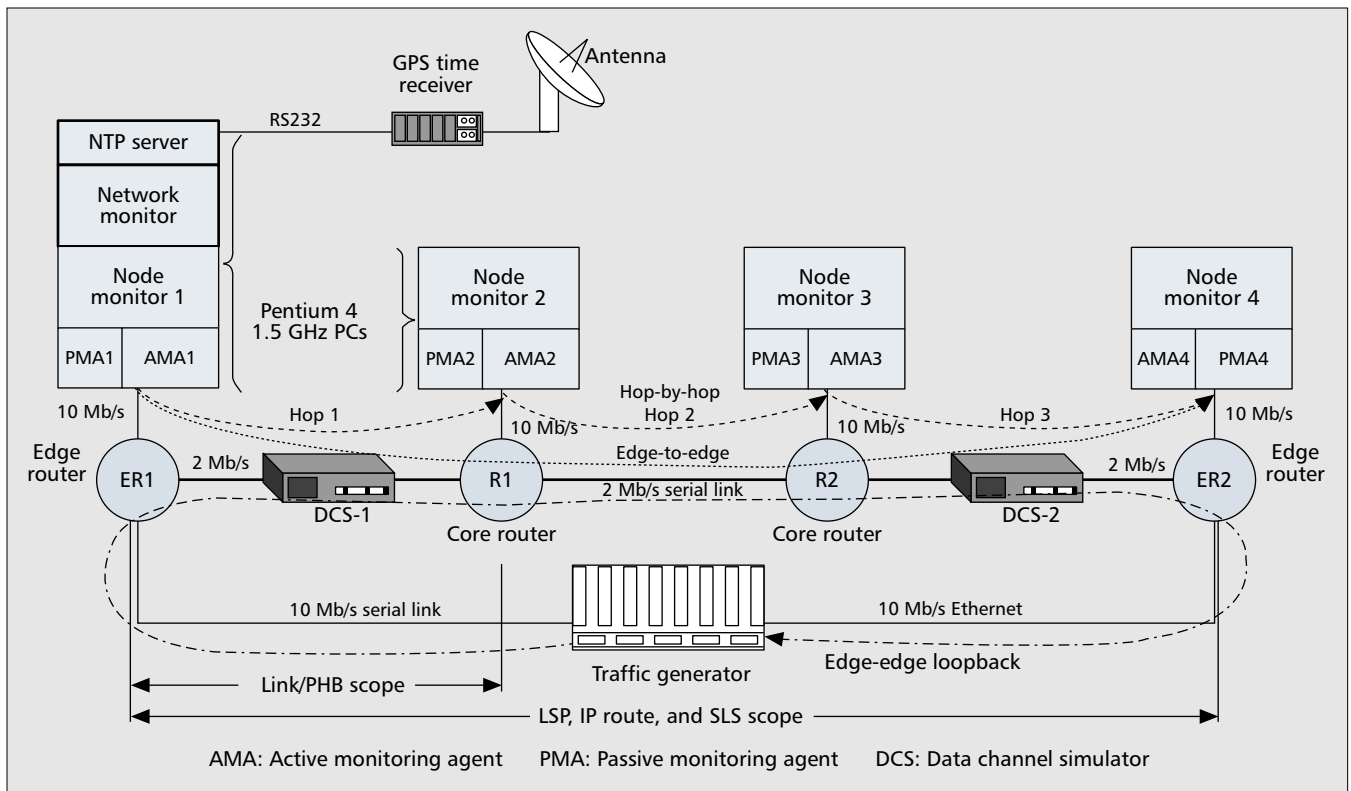 GPS time
receiver
Antenna
RS232
NTP server
Network
monitor
Node
monitor 1
PMA1
AMA1
Pentium 4
1.5 GHz PCs
Node
monitor 2
PMA2
AMA2
Node
monitor 3
PMA3
AMA3
Node
monitor 4
AMA4
PMA4
10 Mb/s
Hop 1
10 Mb/s
Hop-by-hop
Hop 2
10 Mb/s
Hop 3
10 Mb/s
Edge
router
ER1
2 Mb/s
DCS-1
R1
Core router
Edge-to-edge
2 Mb/s serial link
R2
Core router
DCS-2
2 Mb/s
ER2
Edge
router
10 Mb/s serial link
Traffic generator
10 Mb/s Ethernet
Edge-edge loopback
Link/PHB scope
LSP, IP route, and SLS scope
AMA: Active monitoring agent PMA: Passive monitoring agent DCS: Data channel simulator